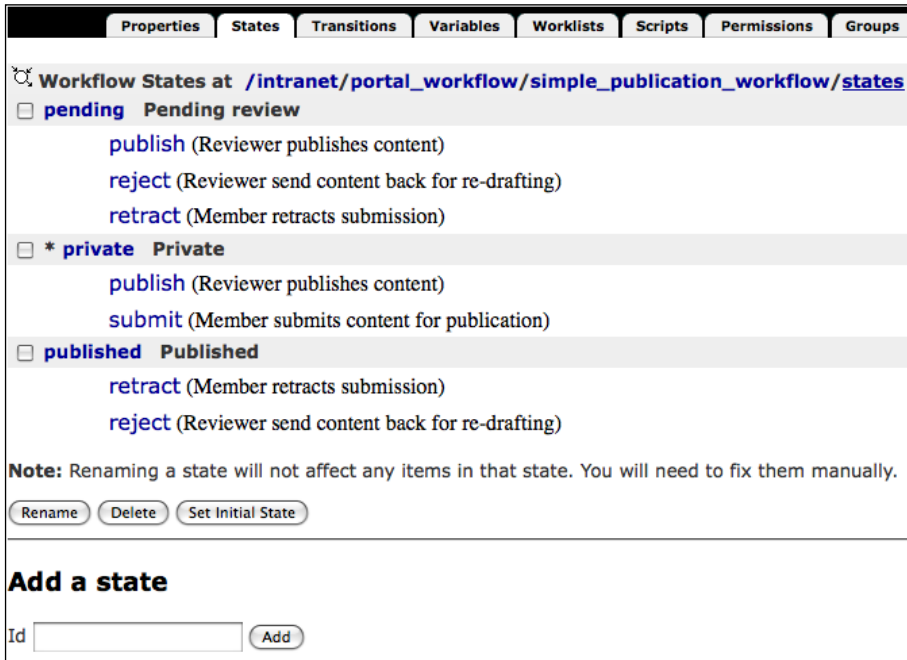 Properties States Transitions Variables Worklists Scripts Permissions Groups
Workflow States at /intranet/portal_workflow/simple_publication_workflow/states
pending Pending review
publish (Reviewer publishes content)
reject (Reviewer send content back for re-drafting)
retract (Member retracts submission)
* private Private
publish (Reviewer publishes content)
submit (Member submits content for publication)
published Published
retract (Member retracts submission)
reject (Reviewer send content back for re-drafting)
Note: Renaming a state will not affect any items in that state. You will need to fix them manually.
Rename Delete Set Initial State
Add a state
Id Add